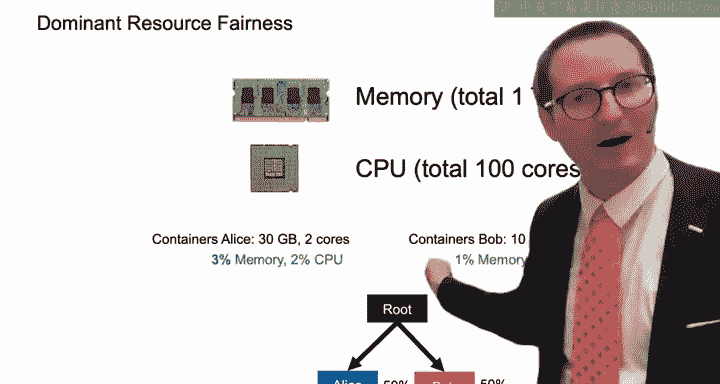 Dominant Resource Fairness
Memory (total 1
CPU (total 100 cores
Containers Alice: 30 GB, 2 cores
Containers Bob: 10
3% Memory, 2% CPU
1% Memory
Root
Alice
50%